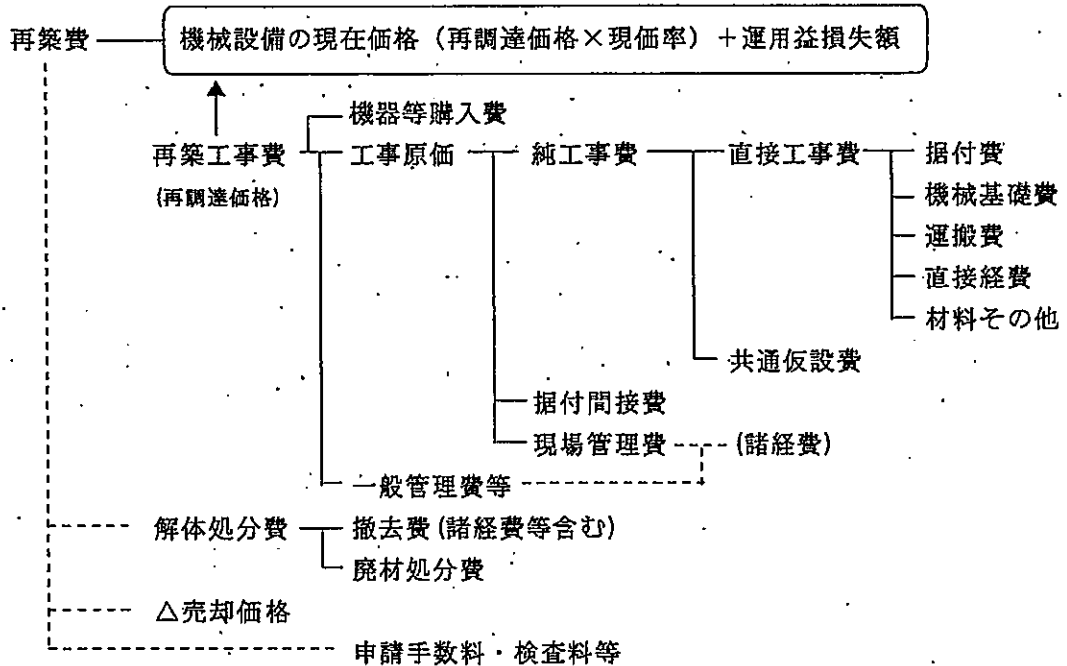 再築費 機械設備の現在価格（再調達価格×現価率）＋運用益損失額
機器等購入費
再築工事費 工事原価 純工事費 直接工事費 据付費
(再調達価格) 機械基礎費
運搬費
直接経費
材料その他
共通仮設費
据付間接費
現場管理費 (諸経費)
一般管理費等
解体処分費 撤去費(諸経費等含む)
廃材処分費
△売却価格
申請手数料・検査料等